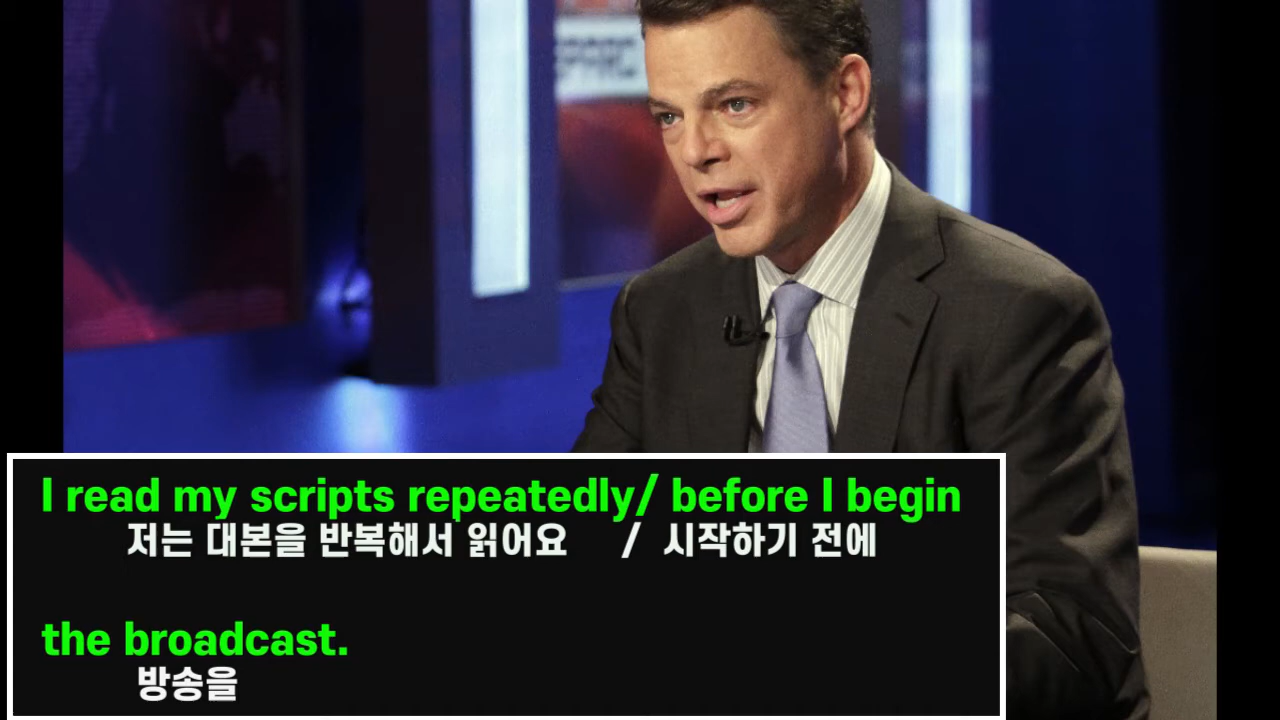 I read my scripts repeatedly/ before I begin
저는 대본을 반복해서 읽어요 / 시작하기 전에
the broadcast.
방송을